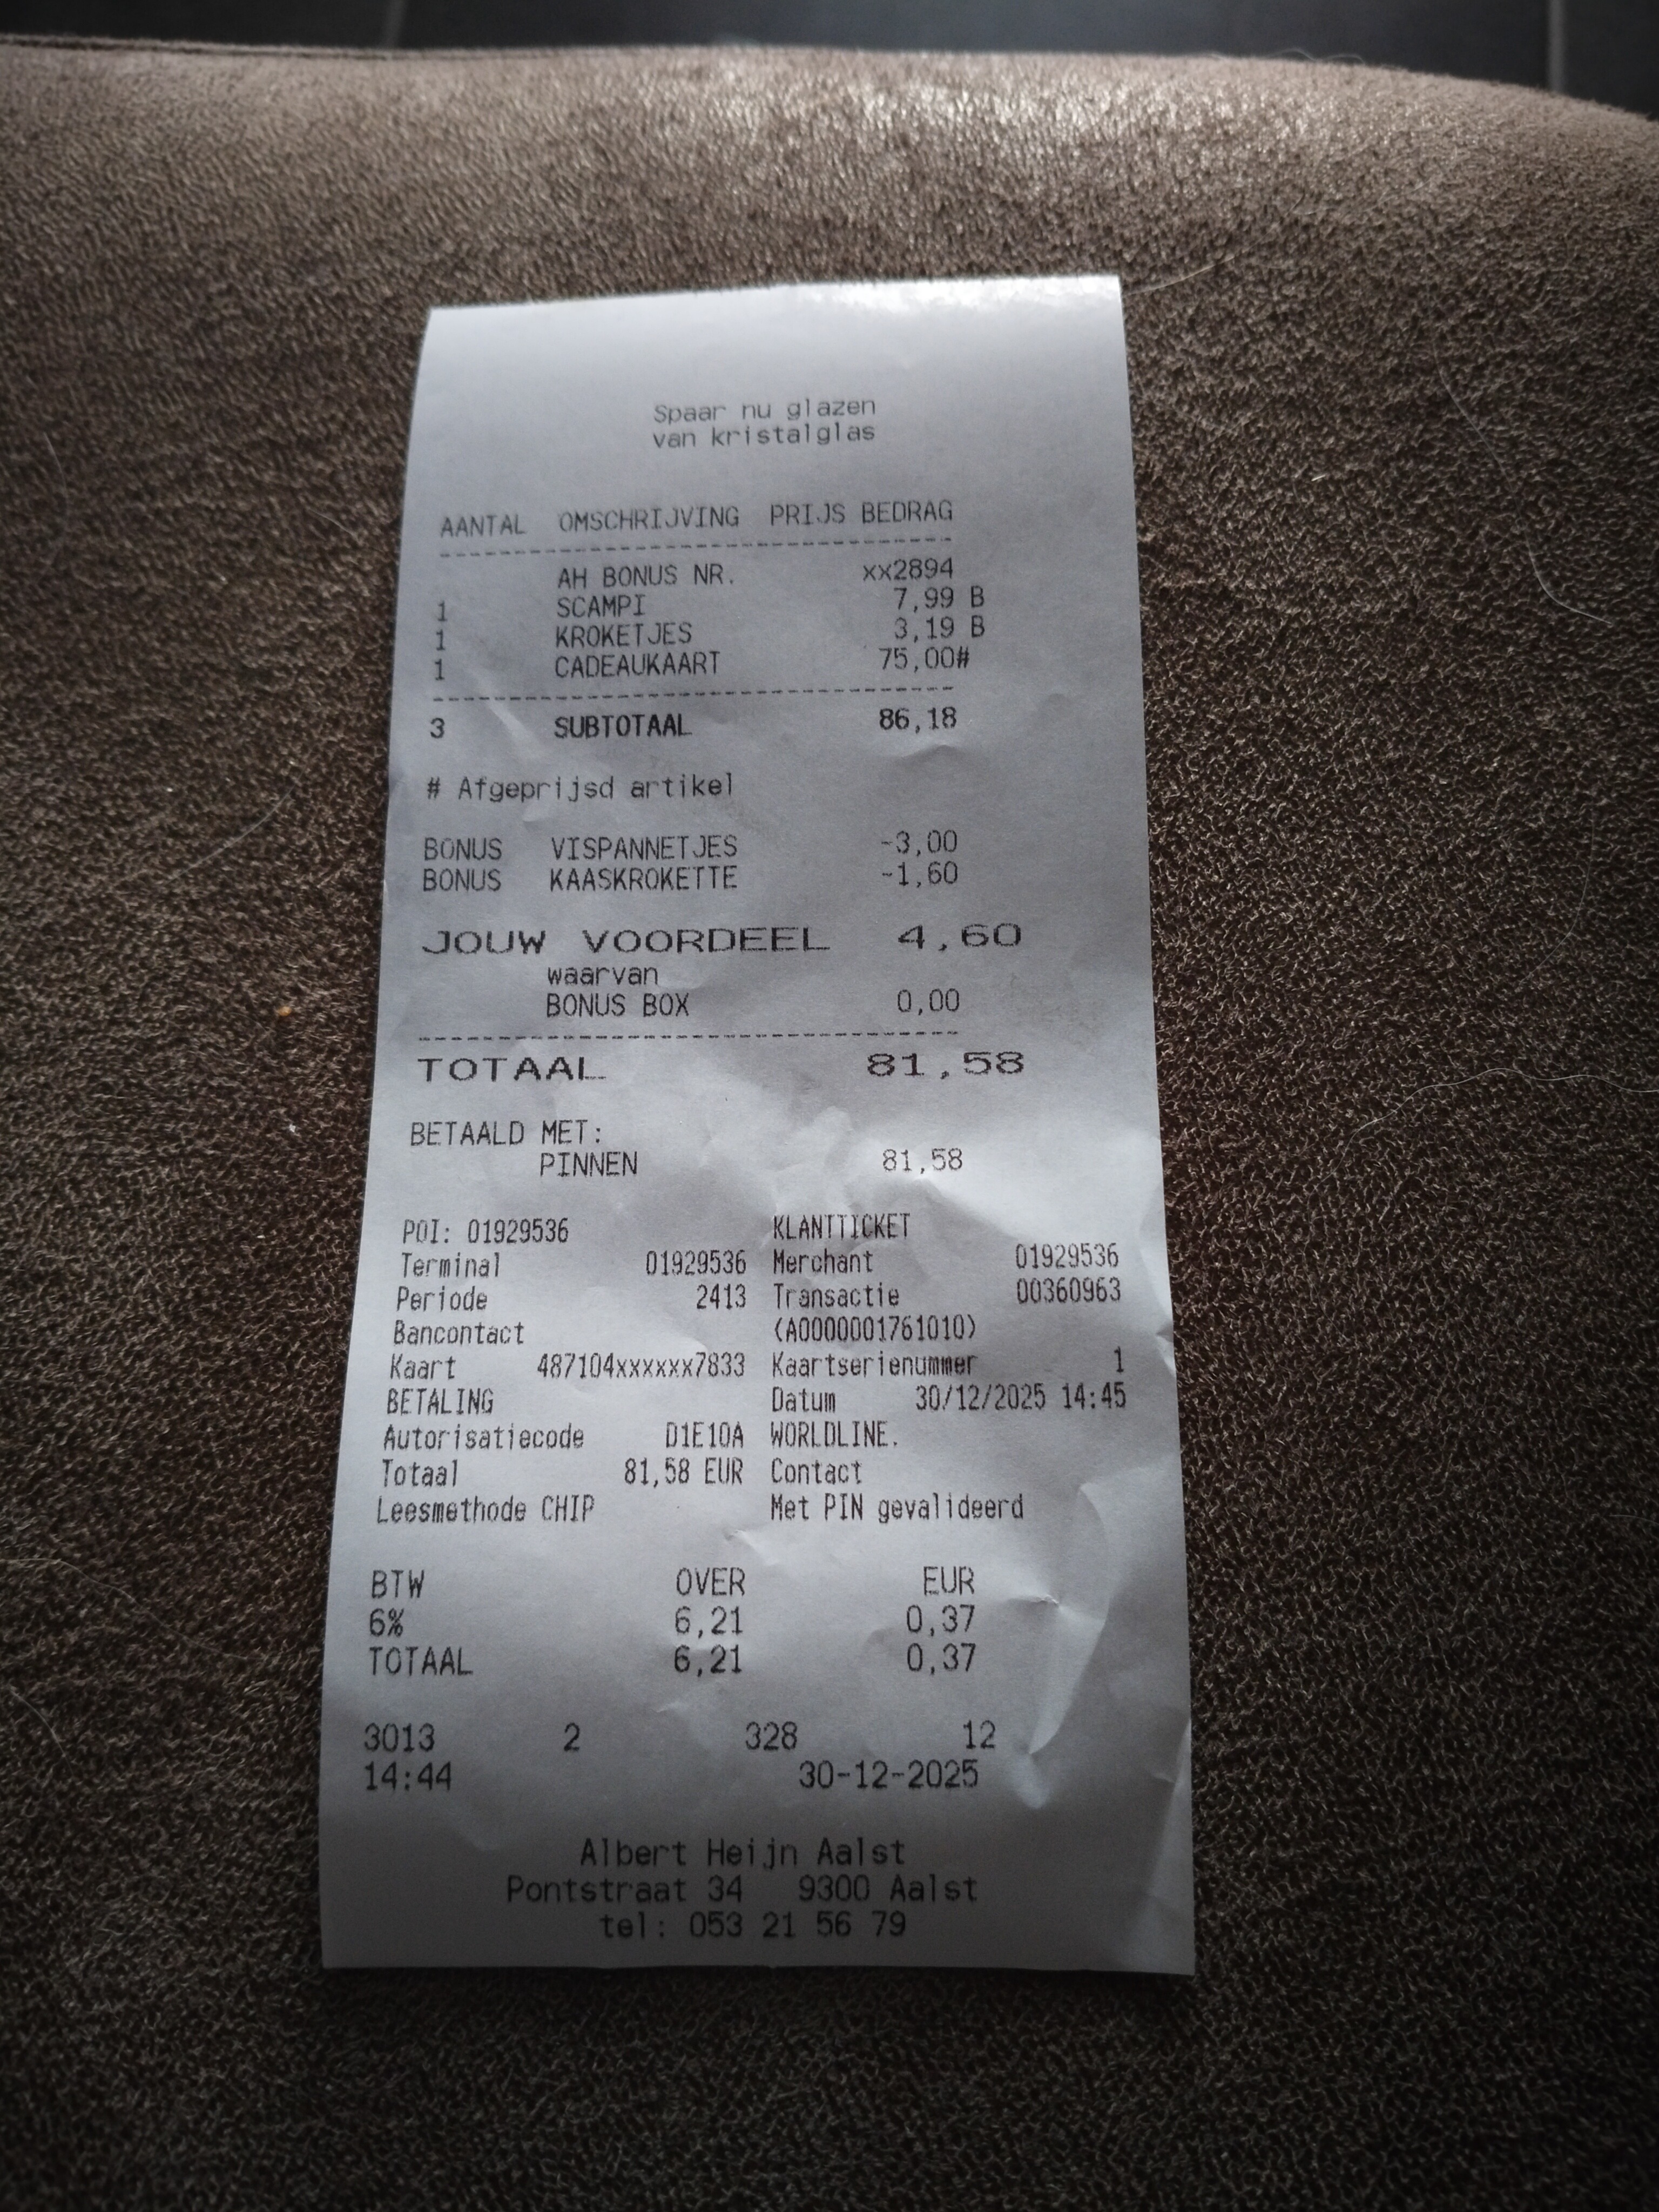 Spaar nu glazen
van kristalglas
AANTAL OMSCHRIJVING PRIJS BEDRAG
AH BONUS NR. xx2894
1 SCAMPI 7,99 B
1 KROKETJES 3,19 B
1 CADEAUKAART 75,00#
3 SUBTOTAAL 86,18
# Afgeprijsd artikel
BONUS VISPANNETJES -3,00
BONUS KAASKROKETTE -1,60
JOUW VOORDEEL 4,60
waarvan
BONUS BOX 0,00
TOTAAL 81,58
BETAALD MET:
PINNEN 81,58
POI: 01929536 KLANTTICKET
Terminal 01929536 Merchant 01929536
Periode 2413 Transactie 00360963
Bancontact (A0000001761010)
Kaart 487104xxxxxx7833 Kaartserienummer 1
BETALING Datum 30/12/2025 14:45
Autorisatiecode D1E10A WORLDLINE.
Totaal 81,58 EUR Contact
Leesmethode CHIP Met PIN gevalideerd
BTW OVER EUR
6% 6,21 0,37
TOTAAL 6,21 0,37
3013 2 328 12
14:44 30-12-2025
Albert Heijn Aalst
Pontstraat 34 9300 Aalst
tel: 053 21 56 79